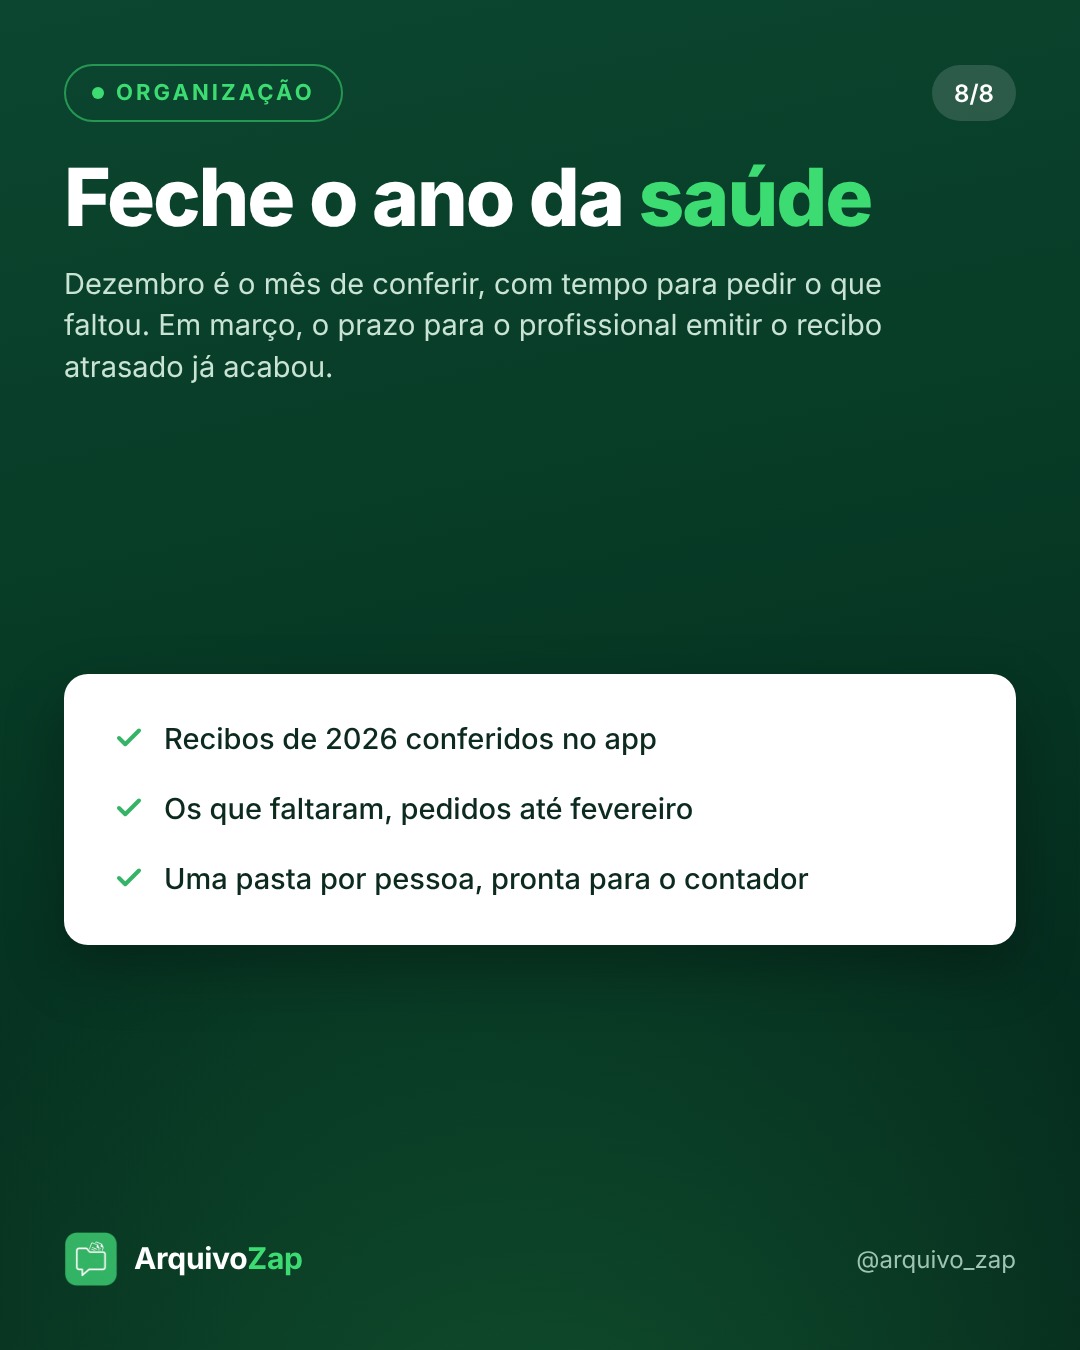 ORGANIZAÇÃO
8/8
Feche o ano da saúde
Dezembro é o mês de conferir, com tempo para pedir o que
faltou. Em março, o prazo para o profissional emitir o recibo
atrasado já acabou.
Recibos de 2026 conferidos no app
Os que faltaram, pedidos até fevereiro
Uma pasta por pessoa, pronta para o contador
ArquivoZap
@arquivo_zap